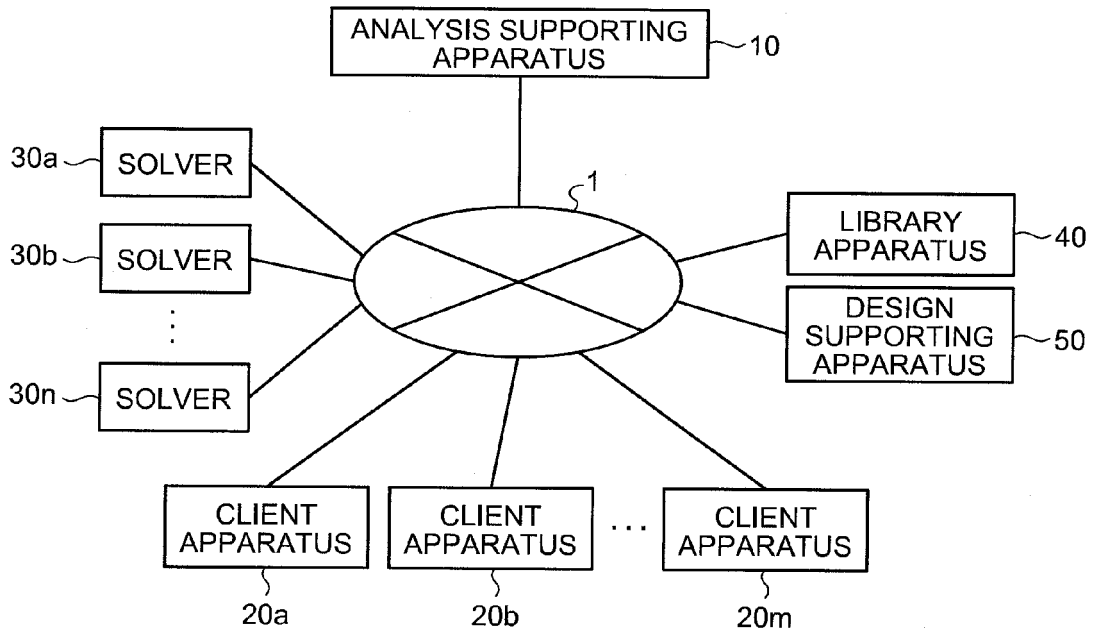 ANALYSIS SUPPORTING
APPARATUS
10
30a
SOLVER
30b
SOLVER
30n
SOLVER
1
LIBRARY
APPARATUS
40
DESIGN
SUPPORTING
APPARATUS
50
CLIENT
APPARATUS
20a
CLIENT
APPARATUS
20b
...
CLIENT
APPARATUS
20m